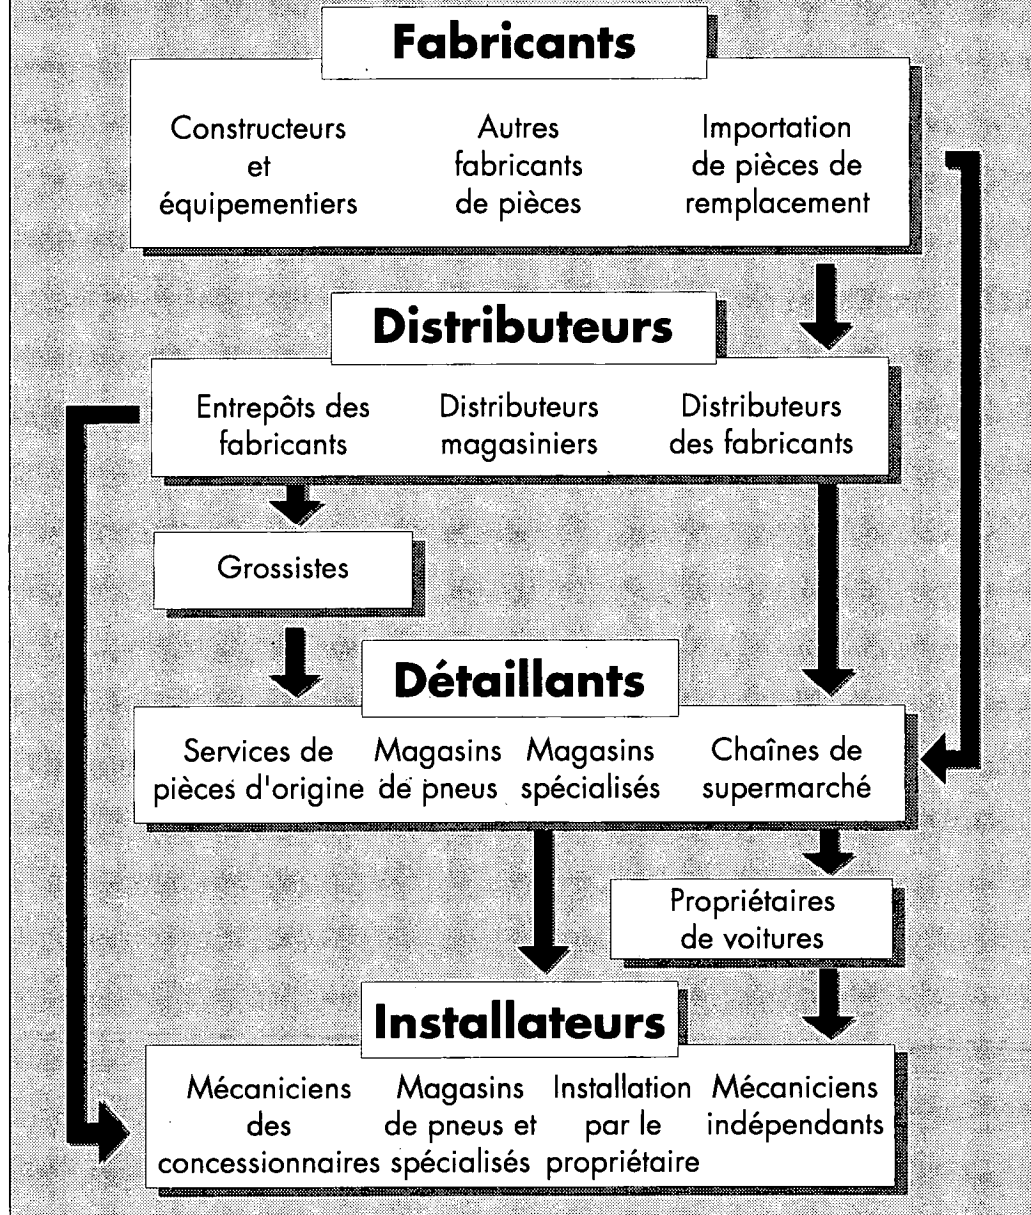 Fabricants
Constructeurs
et
équipementiers
Autres
fabricants
de pièces
Importation
de pièces de
remplacement
Distributeurs
Entrepôts des
fabricants
Distributeurs
magasiniers
Distributeurs
des fabricants
Grossistes
Détaillants
Services de
pièces d'origine
Magasins
de pneus
Magasins
spécialisés
Chaînes de
supermarché
Propriétaires
de voitures
Installateurs
Mécaniciens
des
concessionnaires
Magasins
de pneus et
spécialisés
Installation
par le
propriétaire
Mécaniciens
indépendants